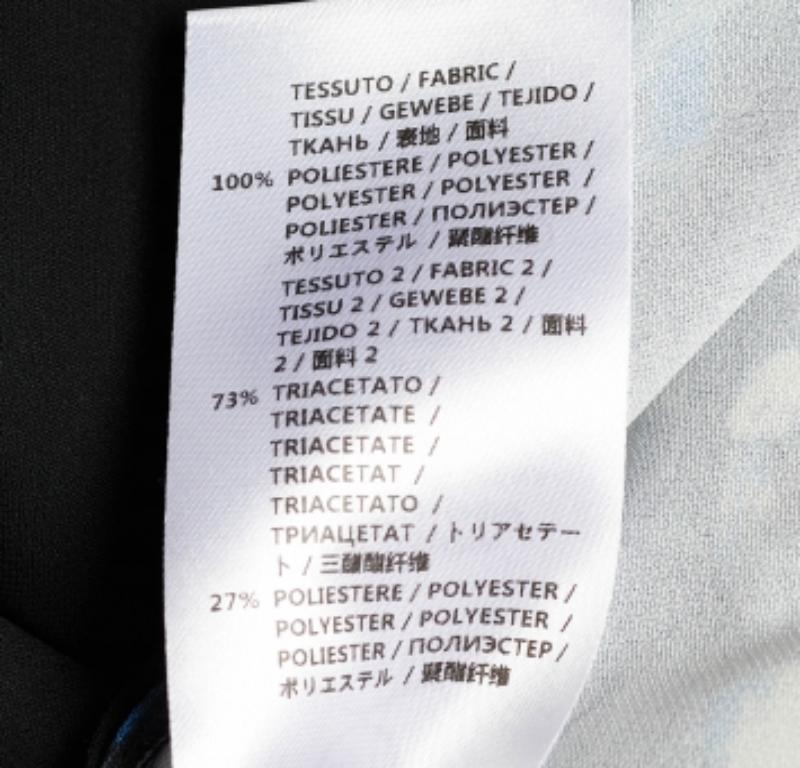 TESSUTO / FABRIC /
TISSU / GEWEBE / TEJIDO /
ТКАНЬ / 表地 / 面料
100% POLIESTERE / POLYESTER /
POLYESTER / POLYESTER /
POLIESTER / ПОЛИЭСТЕР /
ポリエステル / 聚酯纤维
TESSUTO 2 / FABRIC 2 /
TISSU 2 / GEWEBE 2 /
TEJIDO 2 / ТКАНЬ 2 / 面料
2 / 面料 2
73% TRIACETATO /
TRIACETATE /
TRIACETATE /
TRIACETAT /
TRIACETATO /
ТРИАЦЕТАТ / トリアセテー
ト / 三醋酸纤维
27% POLIESTERE / POLYESTER /
POLYESTER / POLYESTER /
POLIESTER / ПОЛИЭСТЕР /
ポリエステル / 聚酯纤维